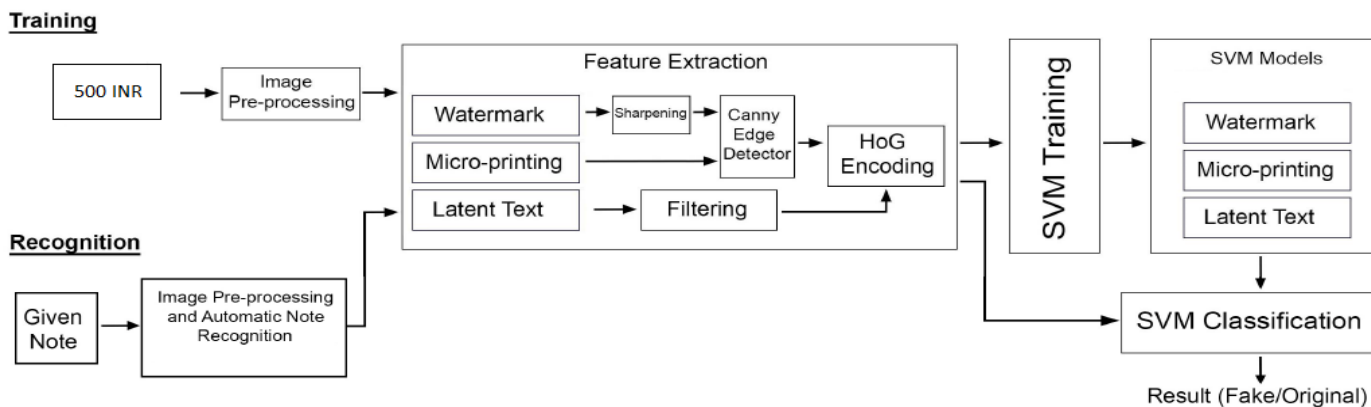 Training
500 INR
Image
Pre-processing
Feature Extraction
Watermark
Sharpening
Canny
Edge
Detector
Micro-printing
HoG
Encoding
Latent Text
Filtering
SVM Training
SVM Models
Watermark
Micro-printing
Latent Text
Recognition
Given
Note
Image Pre-processing
and Automatic Note
Recognition
SVM Classification
Result (Fake/Original)